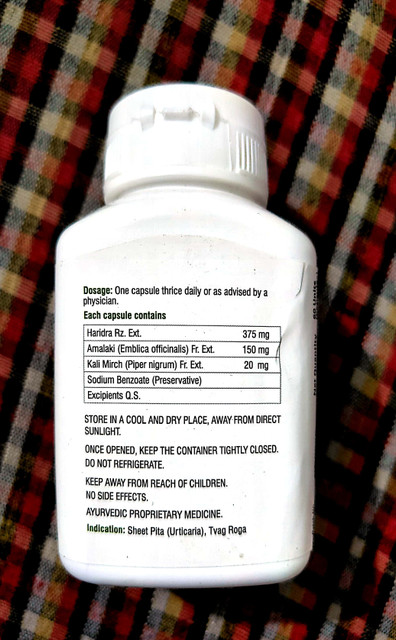 Dosage: One capsule thrice daily or as advised by a
physician.
Each capsule contains
Haridra Rz. Ext. 375 mg
Amalaki (Emblica officinalis) Fr. Ext. 150 mg
Kali Mirch (Piper nigrum) Fr. Ext. 20 mg
Sodium Benzoate (Preservative)
Excipients Q.S.
STORE IN A COOL AND DRY PLACE, AWAY FROM DIRECT
SUNLIGHT.
ONCE OPENED, KEEP THE CONTAINER TIGHTLY CLOSED.
DO NOT REFRIGERATE.
KEEP AWAY FROM REACH OF CHILDREN.
NO SIDE EFFECTS.
AYURVEDIC PROPRIETARY MEDICINE.
Indication: Sheet Pita (Urticaria), Tvag Roga